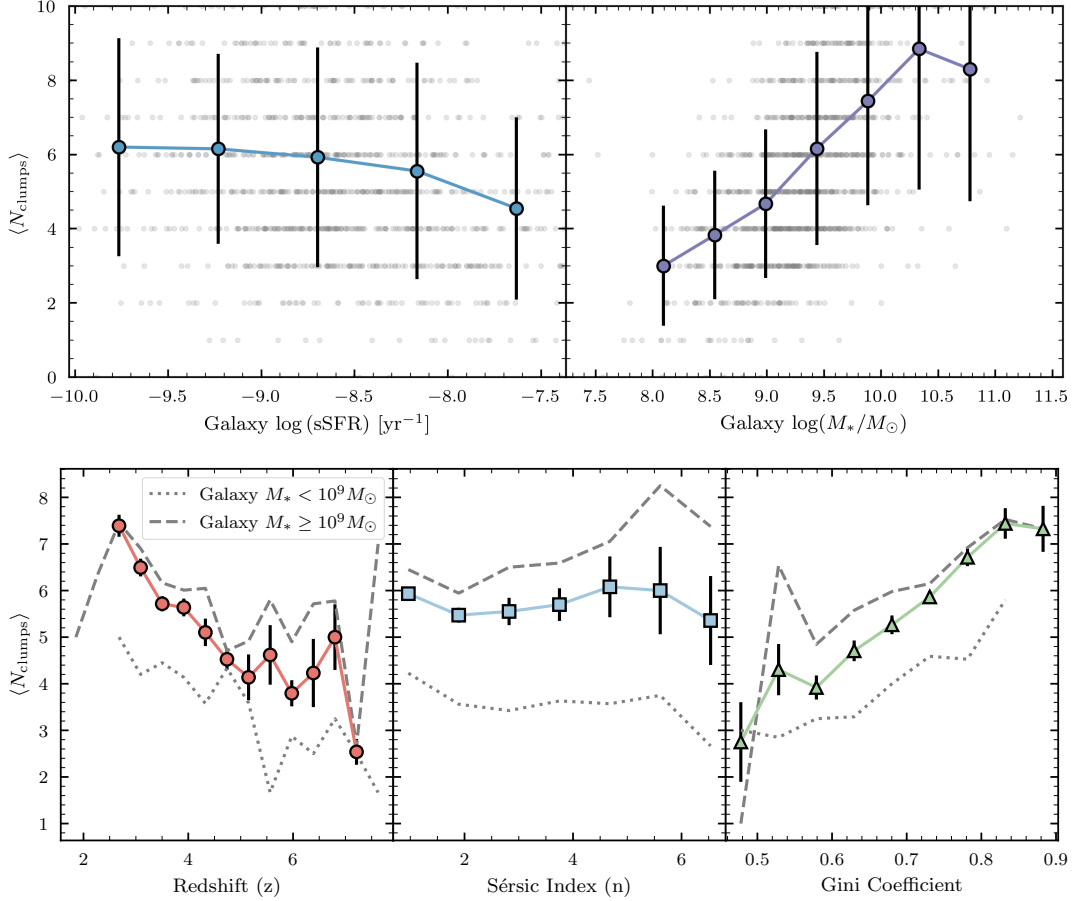 10
8
6
4
2
0
⟨N_clumps⟩
−10.0 −9.5 −9.0 −8.5 −8.0 −7.5
7.5 8.0 8.5 9.0 9.5 10.0 10.5 11.0 11.5
Galaxy log (sSFR) [yr⁻¹]
Galaxy log(M_*/M_⊙)
Galaxy M_* < 10⁹M_⊙
Galaxy M_* ≥ 10⁹M_⊙
8
7
6
5
4
3
2
1
⟨N_clumps⟩
2 4 6
2 4 6
0.5 0.6 0.7 0.8 0.9
Redshift (z)
Sérsic Index (n)
Gini Coefficient